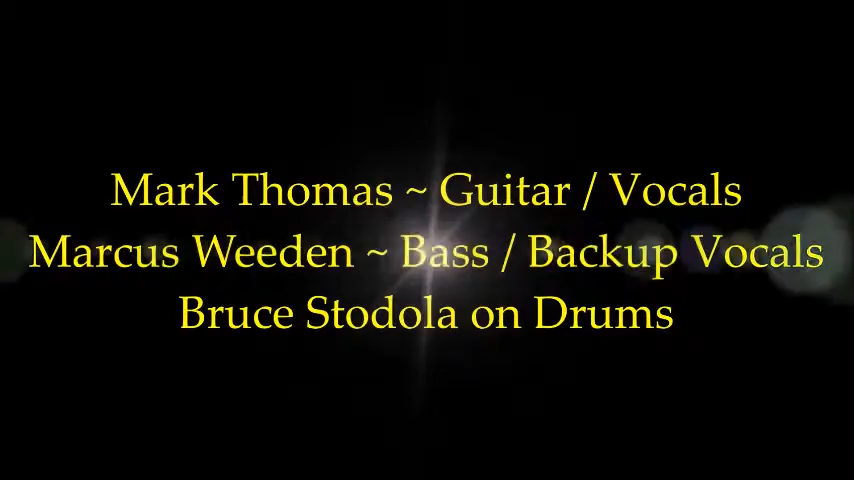 Mark Thomas ~ Guitar / Vocals
Marcus Weeden ~ Bass / Backup Vocals
Bruce Stodola on Drums